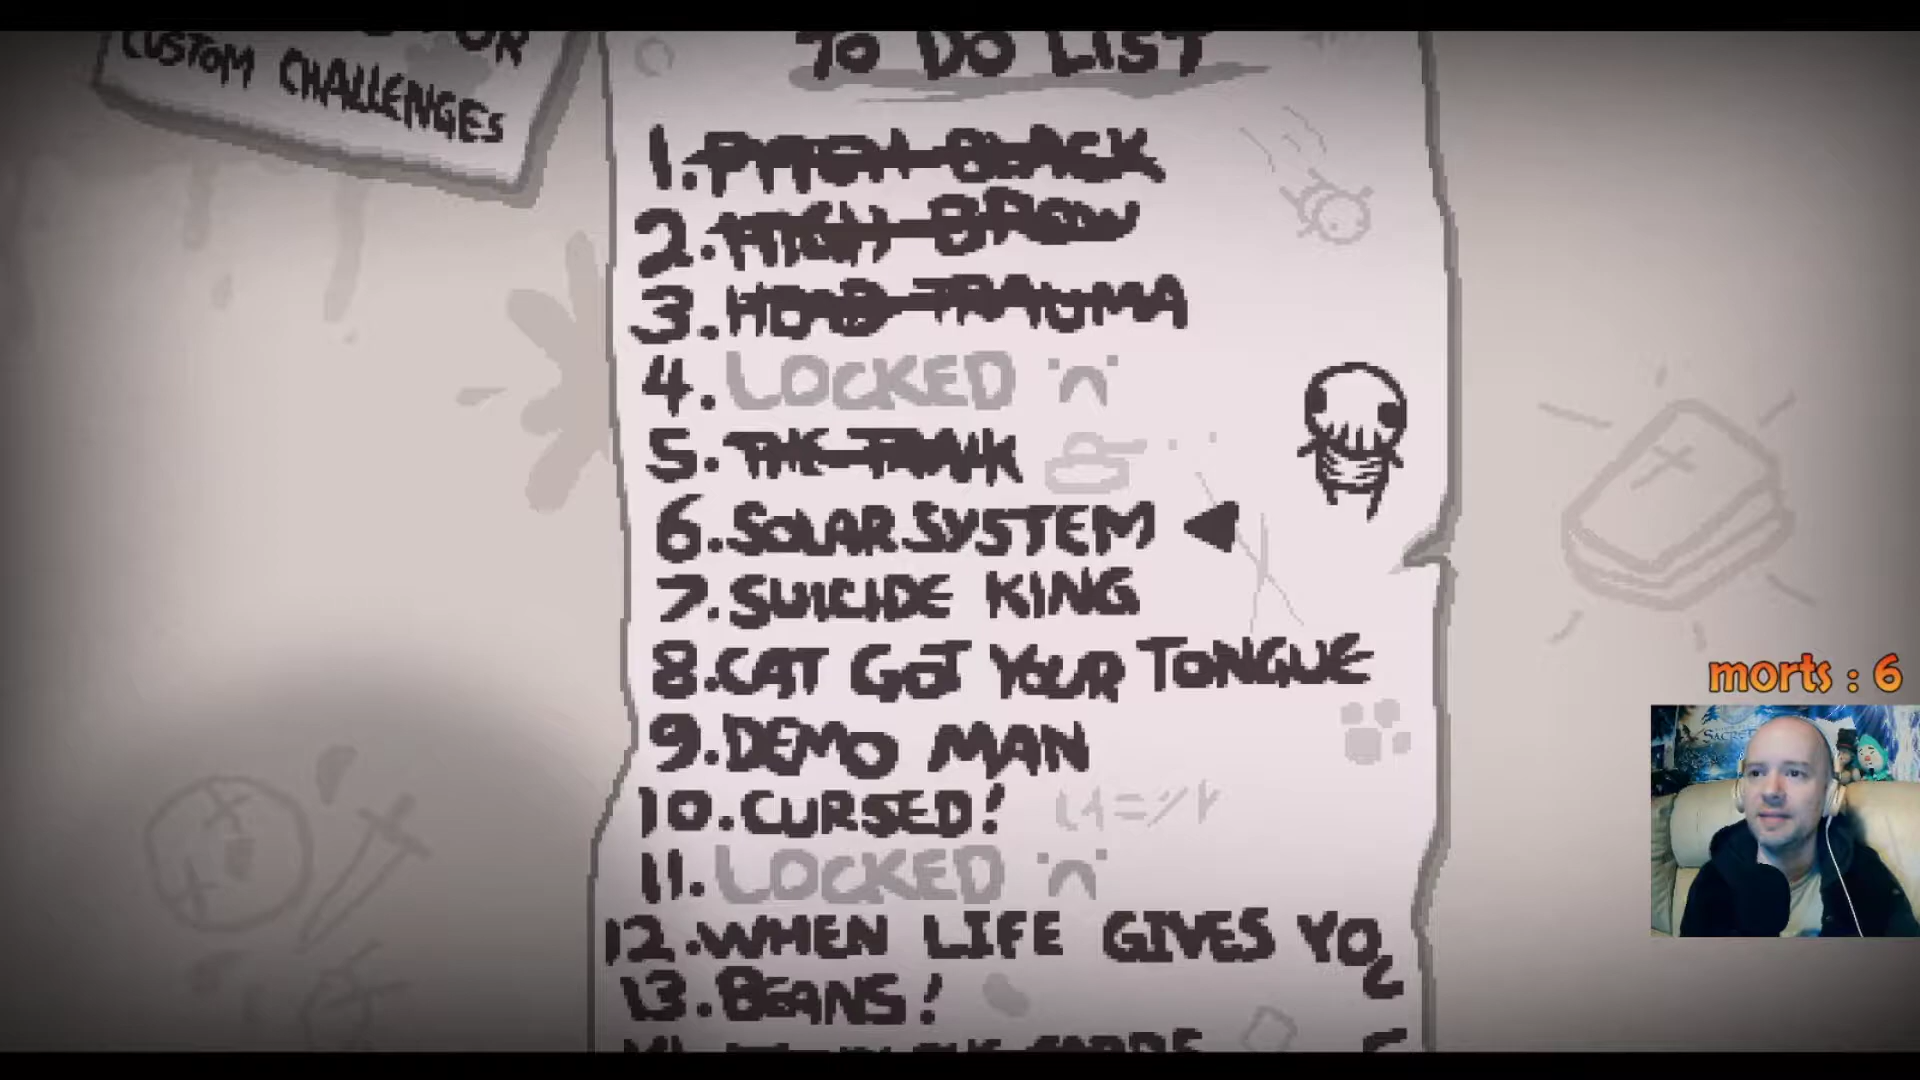 CUSTOM CHALLENGES
TO DO LIST
1. PITCH BLACK
2. HIGH BROW
3. HEAD TRAUMA
4. LOCKED
5. THE TANK
6. SOLAR SYSTEM
7. SUICIDE KING
8. CAT GOT YOUR TONGUE
9. DEMO MAN
10. CURSED!
11. LOCKED
12. WHEN LIFE GIVES YO
13. BEANS!
morts : 6